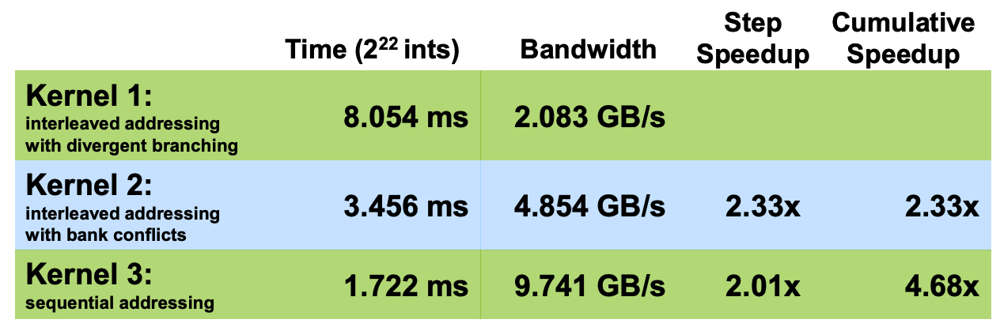 Time (2²² ints) Bandwidth Step Speedup Cumulative Speedup
Kernel 1:
interleaved addressing
with divergent branching
8.054 ms 2.083 GB/s
Kernel 2:
interleaved addressing
with bank conflicts
3.456 ms 4.854 GB/s 2.33x 2.33x
Kernel 3:
sequential addressing
1.722 ms 9.741 GB/s 2.01x 4.68x